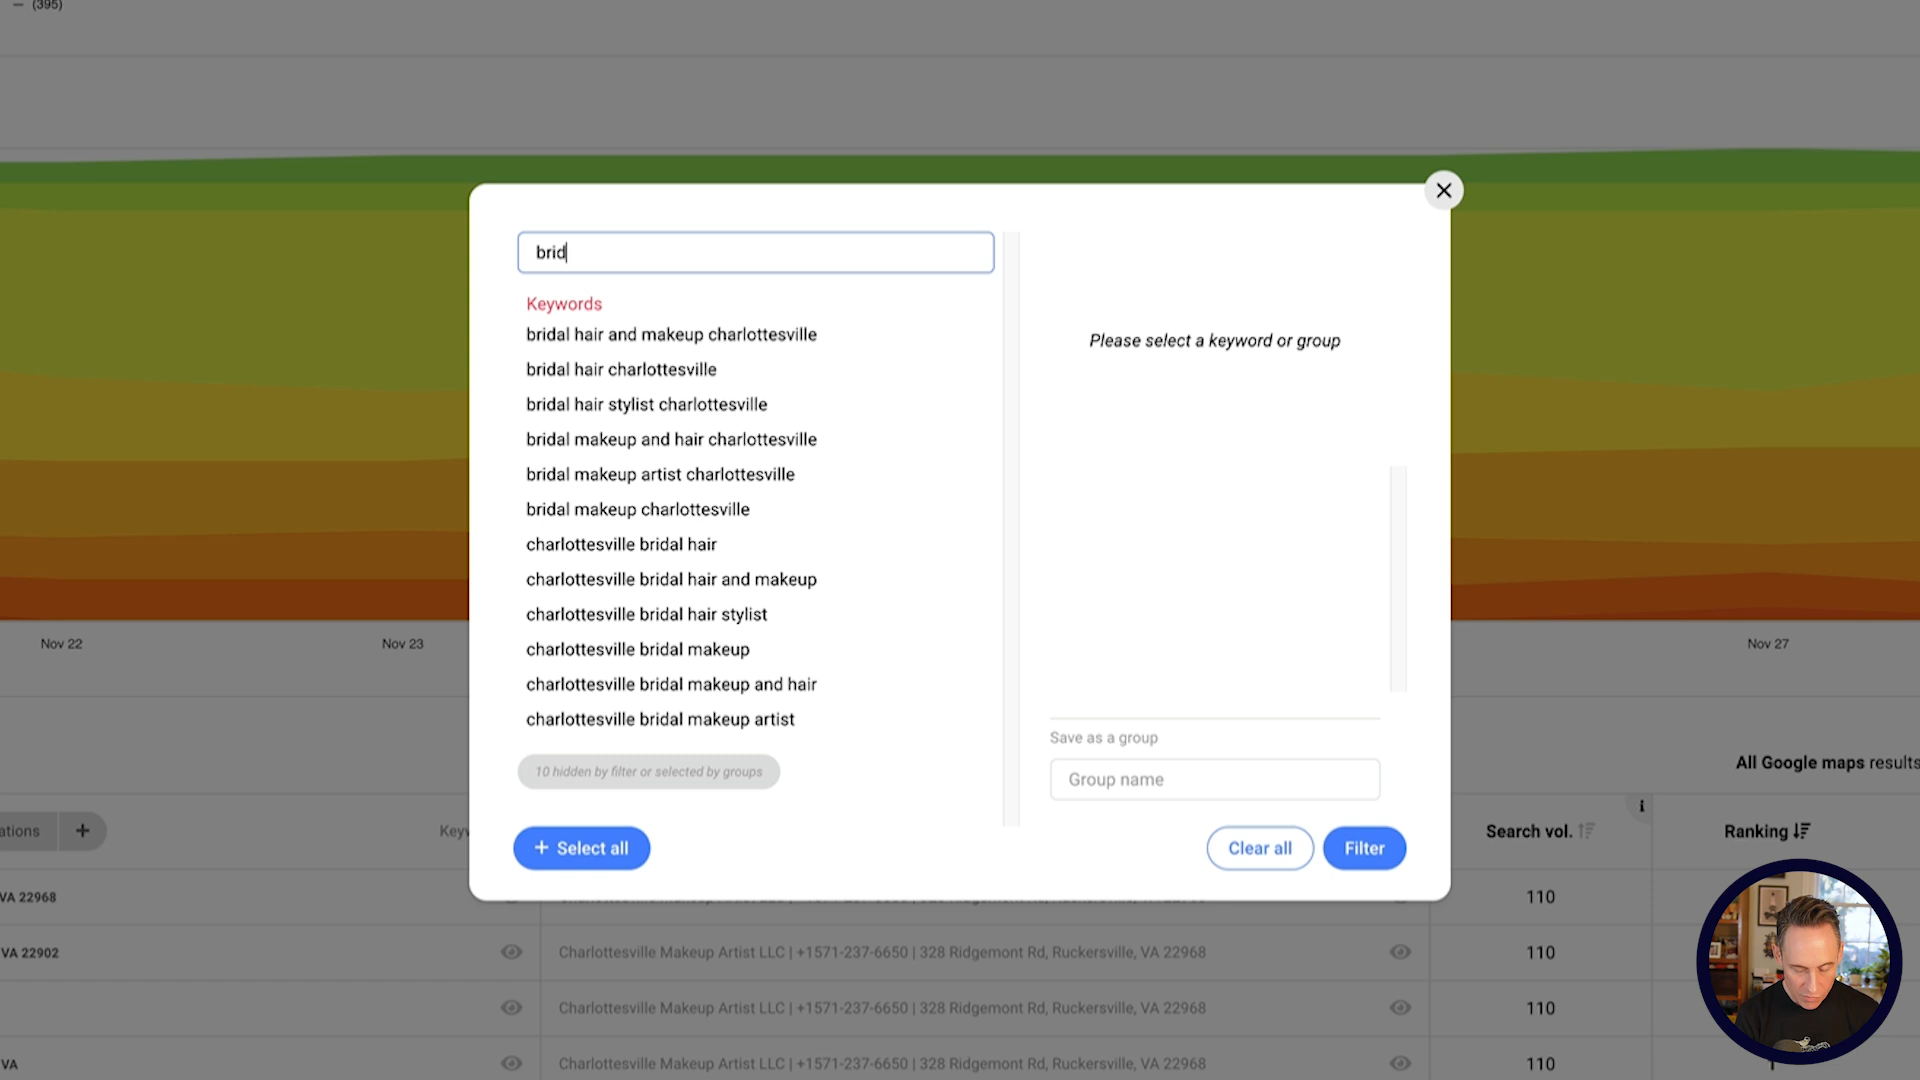 — (395)
brid
Keywords
bridal hair and makeup charlottesville
bridal hair charlottesville
bridal hair stylist charlottesville
bridal makeup and hair charlottesville
bridal makeup artist charlottesville
bridal makeup charlottesville
charlottesville bridal hair
charlottesville bridal hair and makeup
charlottesville bridal hair stylist
charlottesville bridal makeup
charlottesville bridal makeup and hair
charlottesville bridal makeup artist
10 hidden by filter or selected by groups
+ Select all
Please select a keyword or group
Save as a group
Group name
Clear all
Filter
Nov 22
Nov 23
Nov 27
All Google maps results
ations +
Keyw
Search vol.
i
Ranking
VA 22968
110
VA 22902
Charlottesville Makeup Artist LLC | +1571-237-6650 | 328 Ridgemont Rd, Ruckersville, VA 22968
110
Charlottesville Makeup Artist LLC | +1571-237-6650 | 328 Ridgemont Rd, Ruckersville, VA 22968
110
VA
Charlottesville Makeup Artist LLC | +1571-237-6650 | 328 Ridgemont Rd, Ruckersville, VA 22968
110